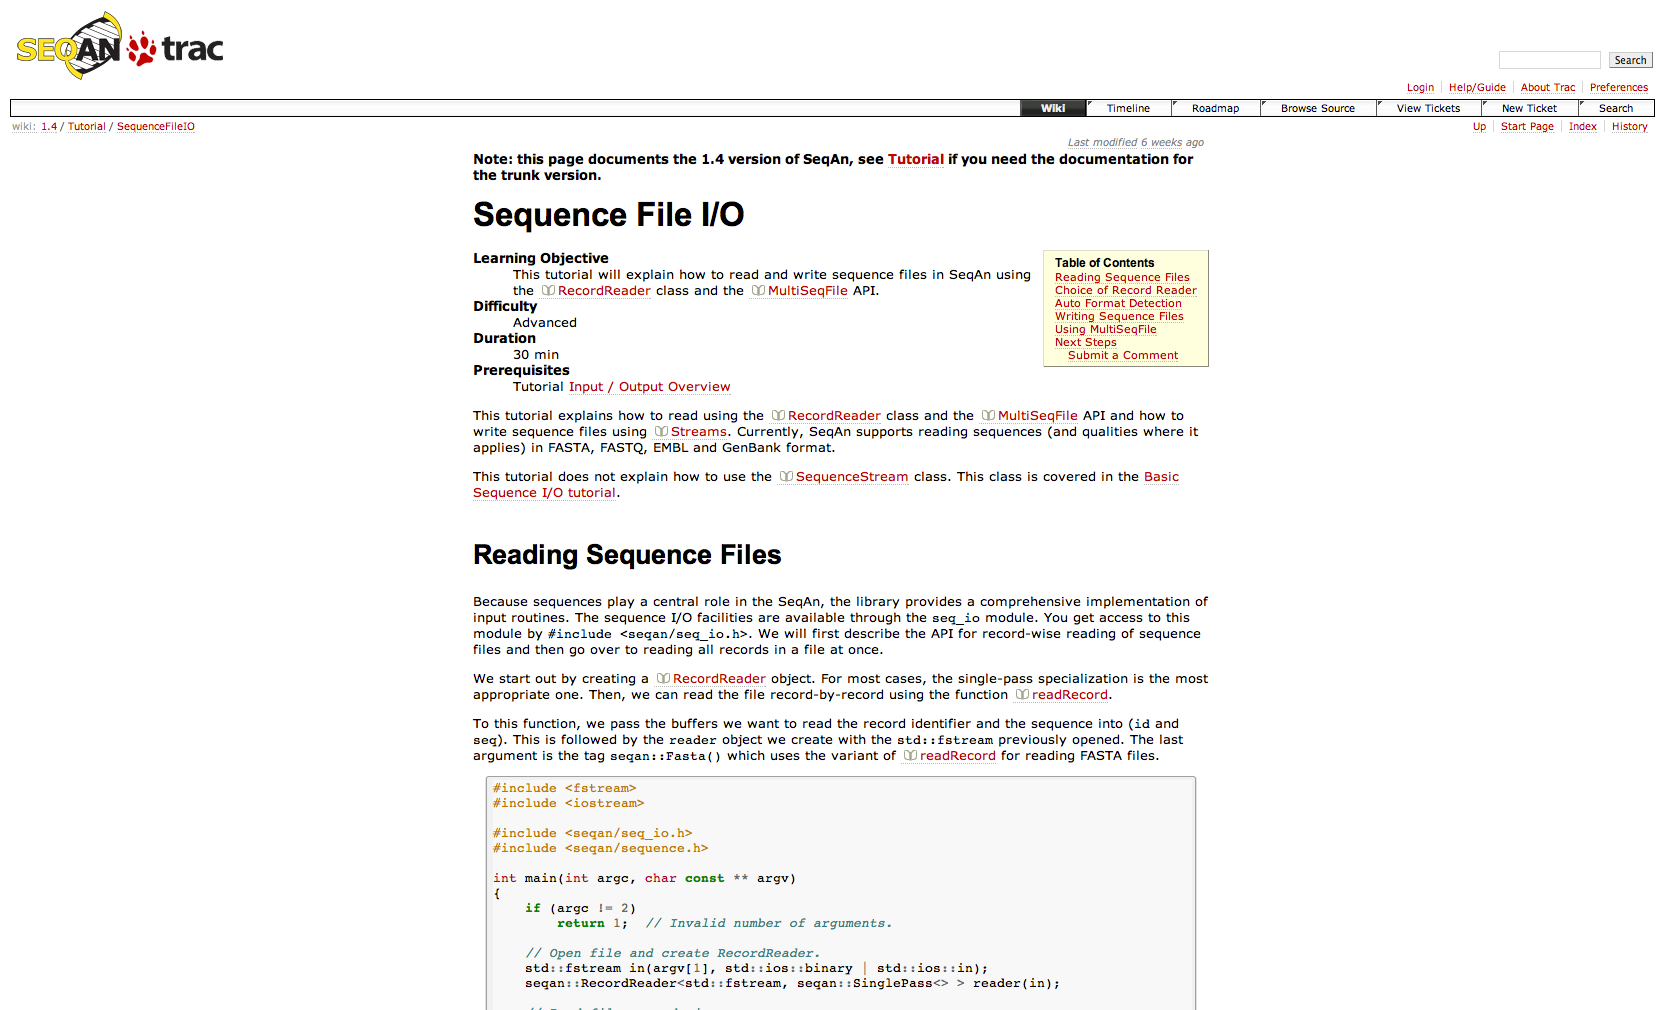 SEQAN trac
Search
Login Help/Guide About Trac Preferences
Wiki Timeline Roadmap Browse Source View Tickets New Ticket Search
wiki: 1.4 / Tutorial / SequenceFileIO
Up Start Page Index History
Last modified 6 weeks ago
Note: this page documents the 1.4 version of SeqAn, see Tutorial if you need the documentation for
the trunk version.
Sequence File I/O
Learning Objective
This tutorial will explain how to read and write sequence files in SeqAn using
the RecordReader class and the MultiSeqFile API.
Difficulty
Advanced
Duration
30 min
Prerequisites
Tutorial Input / Output Overview
Table of Contents
Reading Sequence Files
Choice of Record Reader
Auto Format Detection
Writing Sequence Files
Using MultiSeqFile
Next Steps
Submit a Comment
This tutorial explains how to read using the RecordReader class and the MultiSeqFile API and how to
write sequence files using Streams. Currently, SeqAn supports reading sequences (and qualities where it
applies) in FASTA, FASTQ, EMBL and GenBank format.
This tutorial does not explain how to use the SequenceStream class. This class is covered in the Basic
Sequence I/O tutorial.
Reading Sequence Files
Because sequences play a central role in the SeqAn, the library provides a comprehensive implementation of
input routines. The sequence I/O facilities are available through the seq_io module. You get access to this
module by #include <seqan/seq_io.h>. We will first describe the API for record-wise reading of sequence
files and then go over to reading all records in a file at once.
We start out by creating a RecordReader object. For most cases, the single-pass specialization is the most
appropriate one. Then, we can read the file record-by-record using the function readRecord.
To this function, we pass the buffers we want to read the record identifier and the sequence into (id and
seq). This is followed by the reader object we create with the std::fstream previously opened. The last
argument is the tag seqan::Fasta() which uses the variant of readRecord for reading FASTA files.
#include <fstream>
#include <iostream>
#include <seqan/seq_io.h>
#include <seqan/sequence.h>
int main(int argc, char const ** argv)
{
if (argc != 2)
return 1; // Invalid number of arguments.
// Open file and create RecordReader.
std::fstream in(argv[1], std::ios::binary | std::ios::in);
seqan::RecordReader<std::fstream, seqan::SinglePass<> > reader(in);